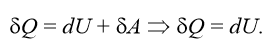 δQ = dU + δA ⇒ δQ = dU.